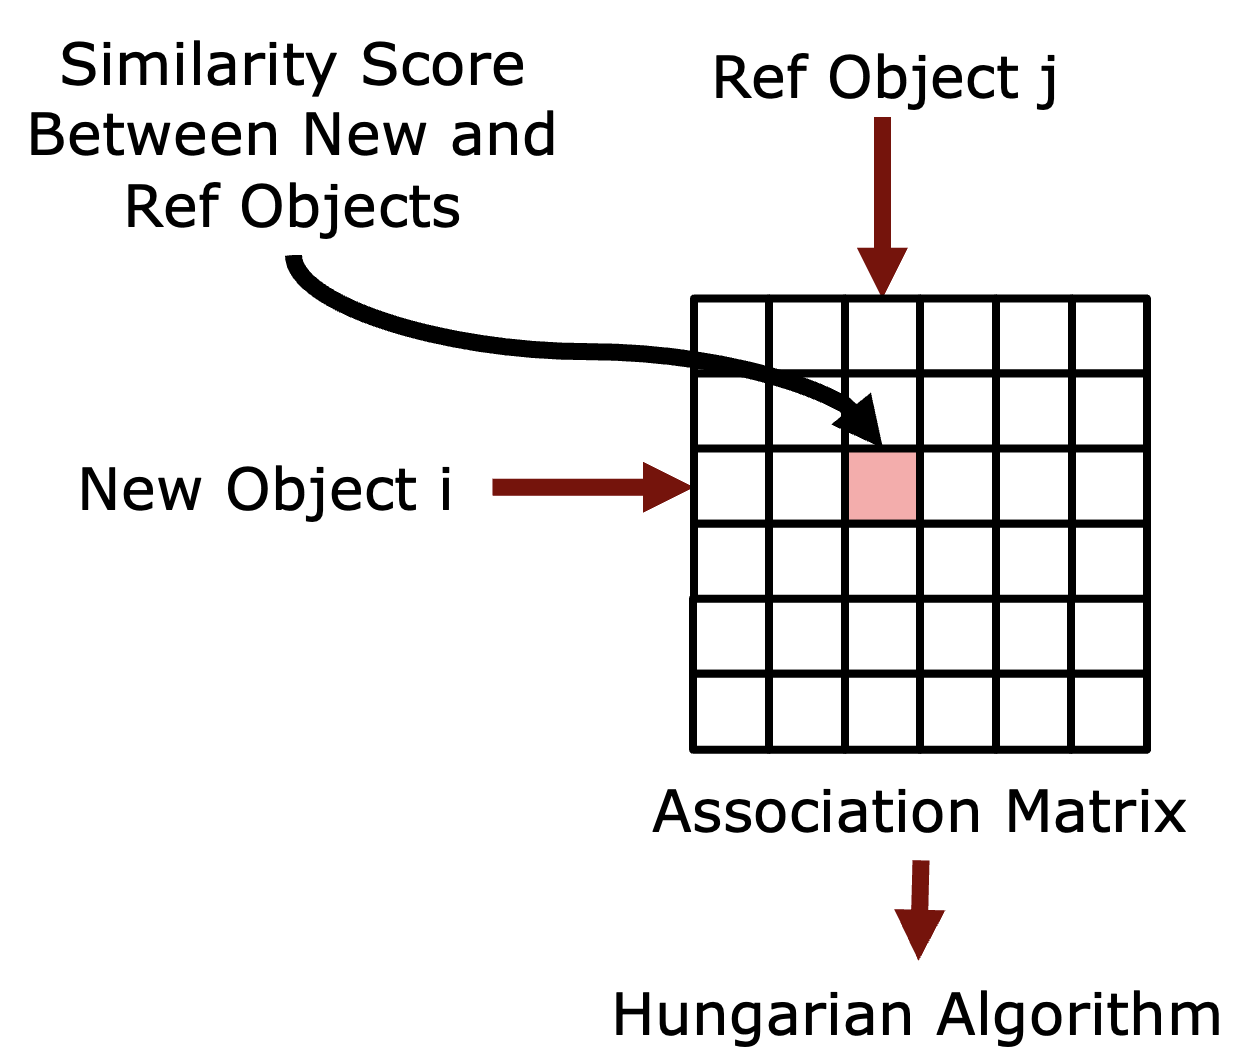 Similarity Score
Between New and
Ref Objects
Ref Object j
New Object i
Association Matrix
Hungarian Algorithm